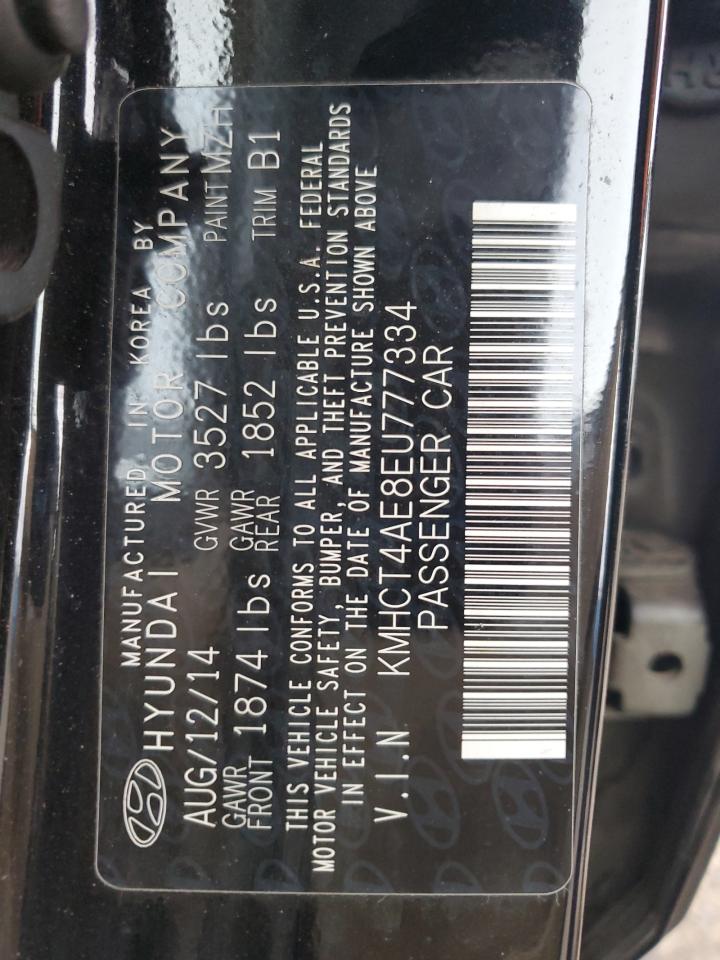 MANUFACTURED IN KOREA BY
HYUNDAI MOTOR COMPANY
AUG/12/14 GVWR 3527 lbs PAINT MZH
GAWR FRONT 1874 lbs GAWR REAR 1852 lbs TRIM B1
THIS VEHICLE CONFORMS TO ALL APPLICABLE U.S.A. FEDERAL
MOTOR VEHICLE SAFETY, BUMPER, AND THEFT PREVENTION STANDARDS
IN EFFECT ON THE DATE OF MANUFACTURE SHOWN ABOVE
V.I.N KMHCT4AE8EU777334
PASSENGER CAR